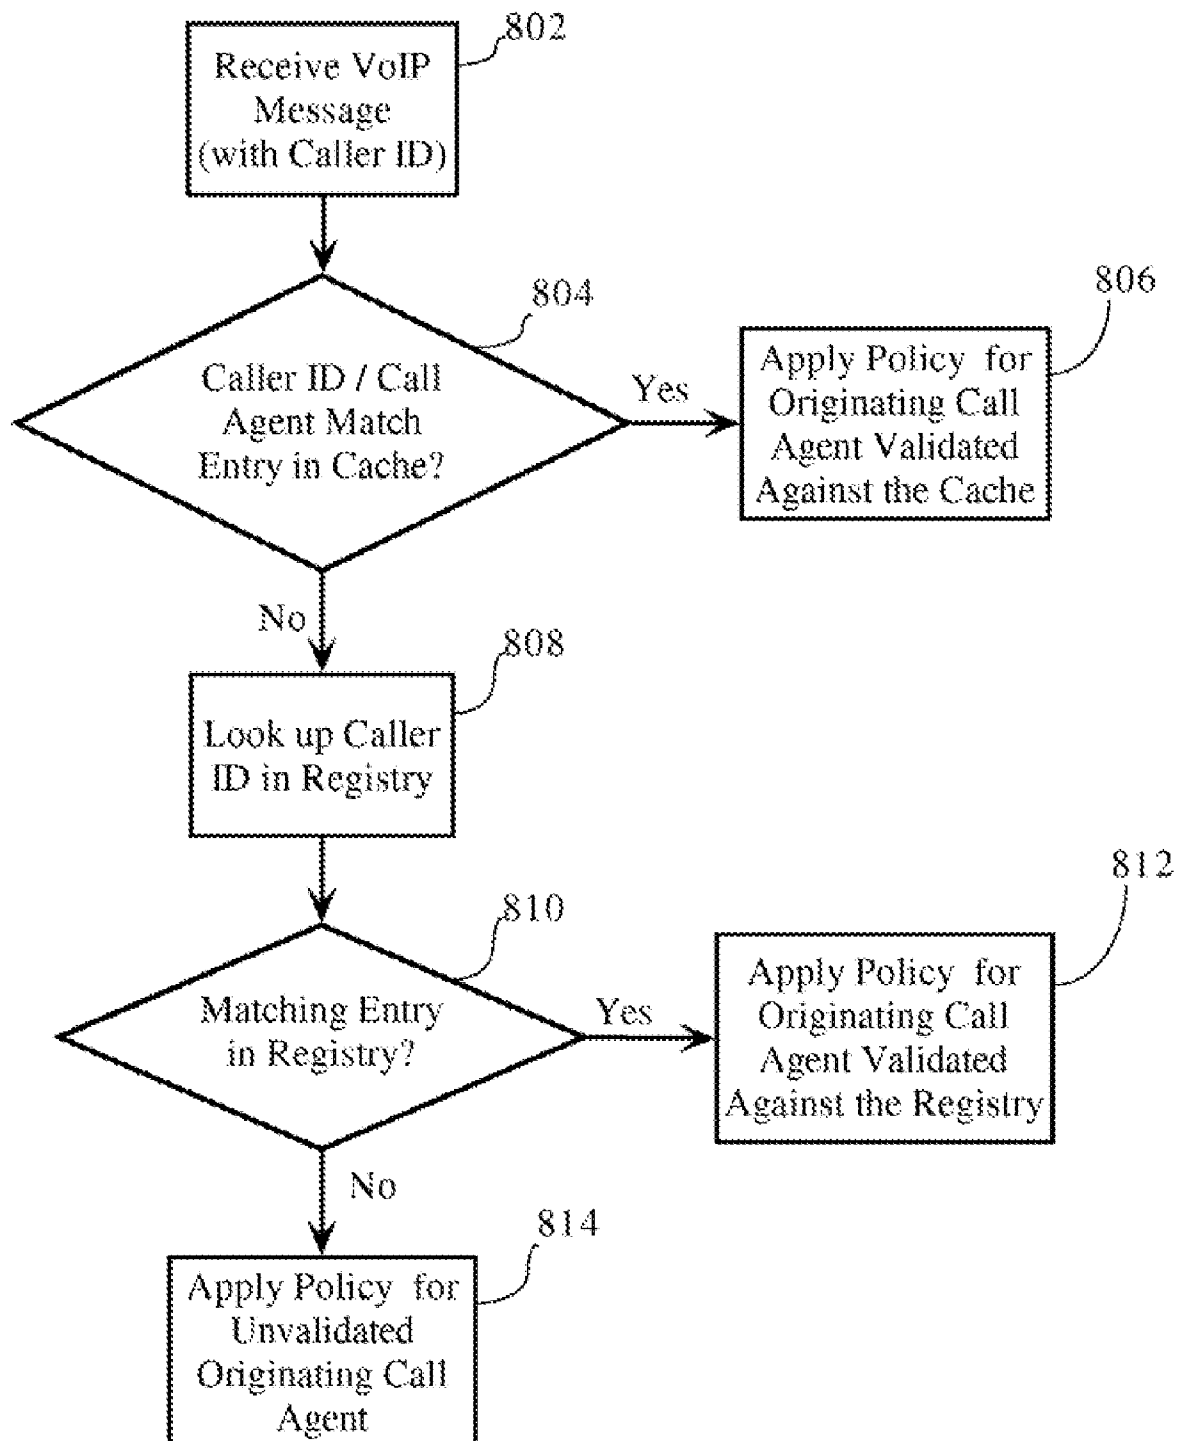 802
Receive VoIP
Message
(with Caller ID)
804
Caller ID / Call
Agent Match
Entry in Cache?
Yes
806
Apply Policy for
Originating Call
Agent Validated
Against the Cache
No
808
Look up Caller
ID in Registry
810
Matching Entry
in Registry?
Yes
812
Apply Policy for
Originating Call
Agent Validated
Against the Registry
No
814
Apply Policy for
Unvalidated
Originating Call
Agent